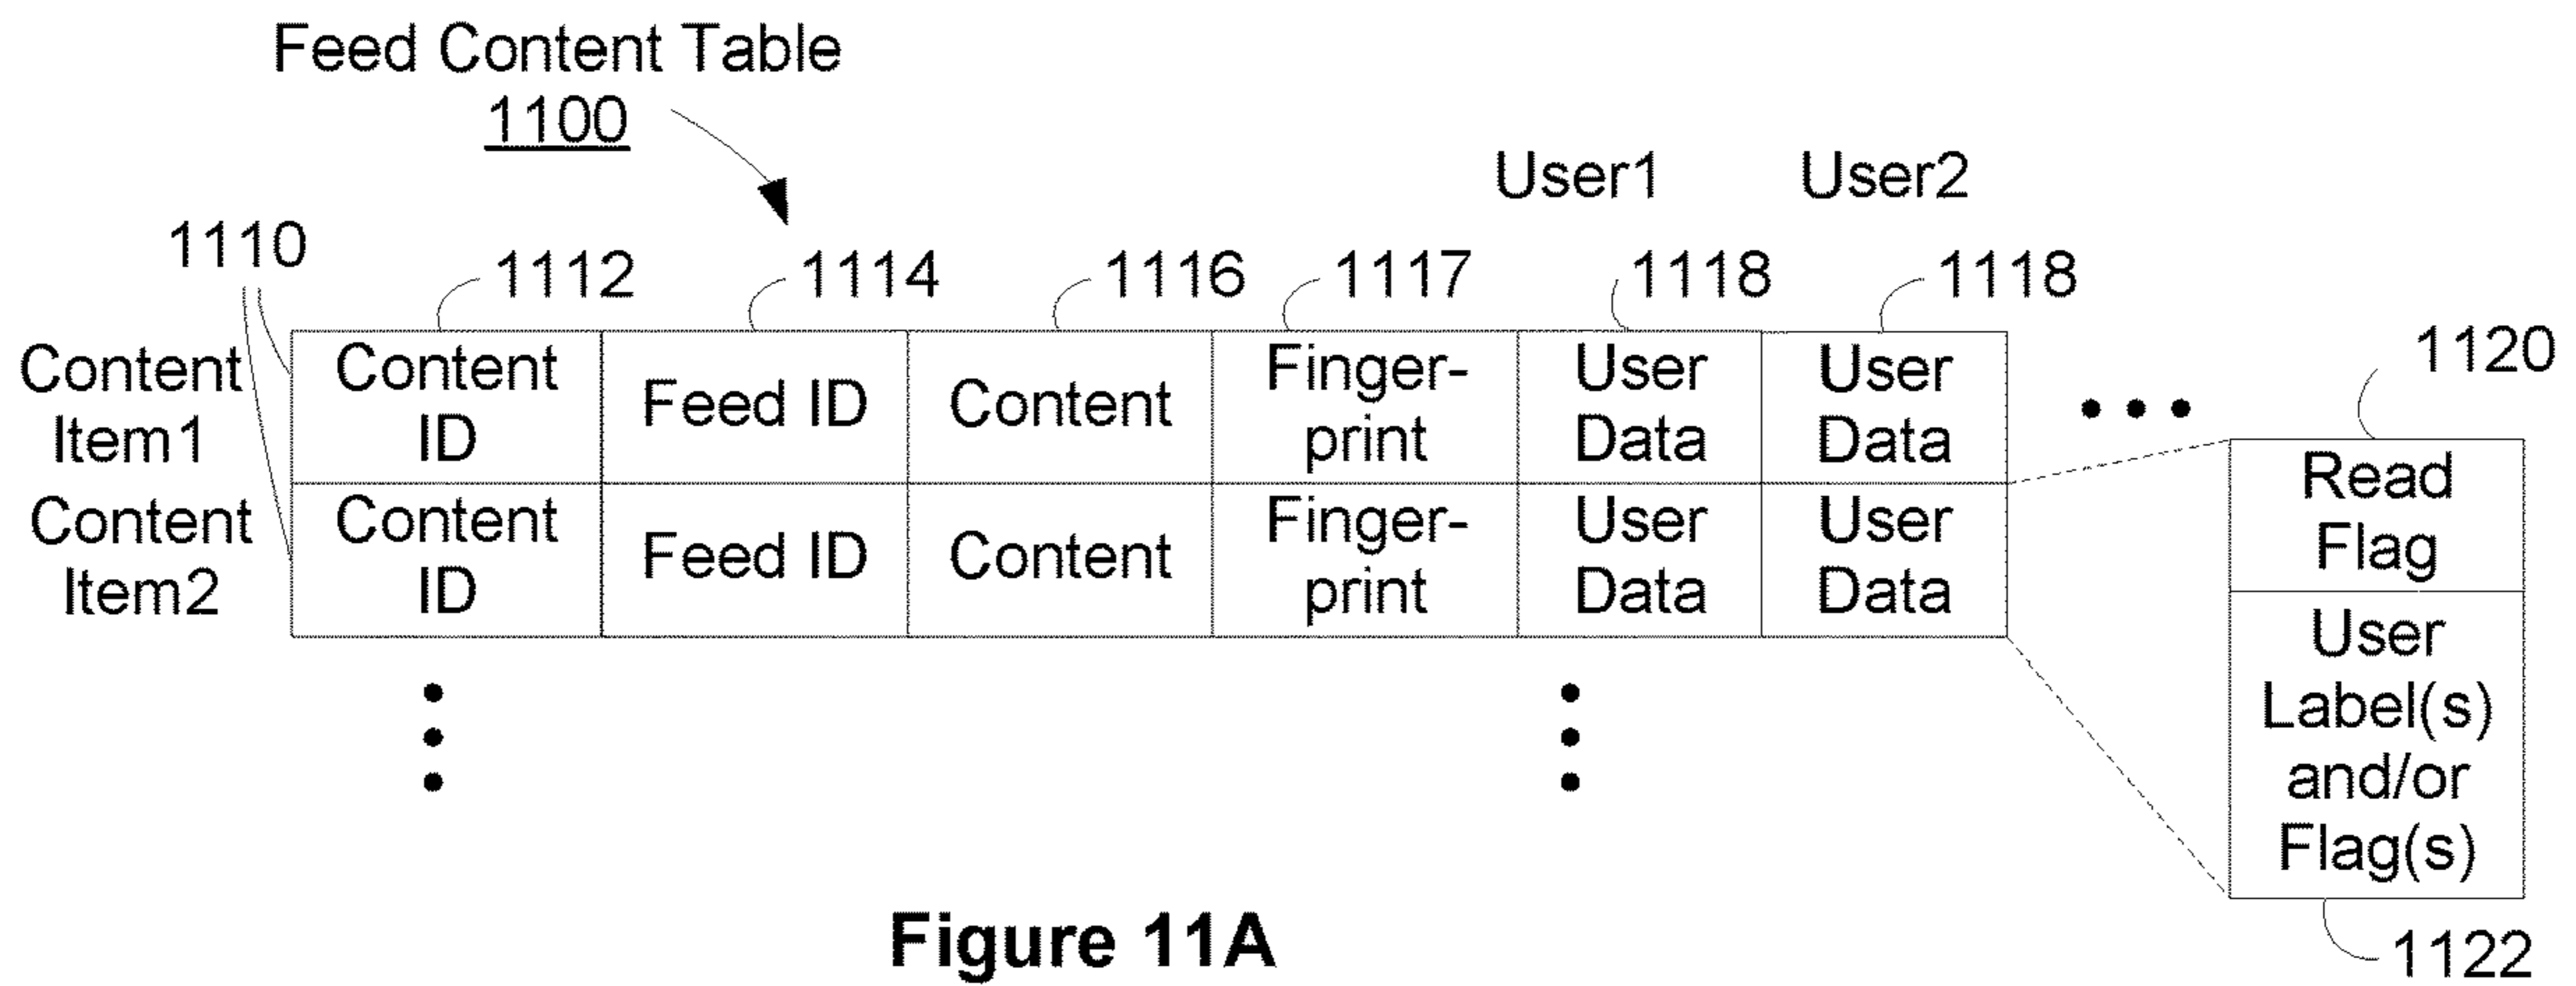 Feed Content Table
1100
User1 User2
1110 1112 1114 1116 1117 1118 1118
Content
Item1
Content
ID
Feed ID
Content
Finger-
print
User
Data
User
Data
Content
Item2
Content
ID
Feed ID
Content
Finger-
print
User
Data
User
Data
1120
Read
Flag
User
Label(s)
and/or
Flag(s)
1122
Figure 11A